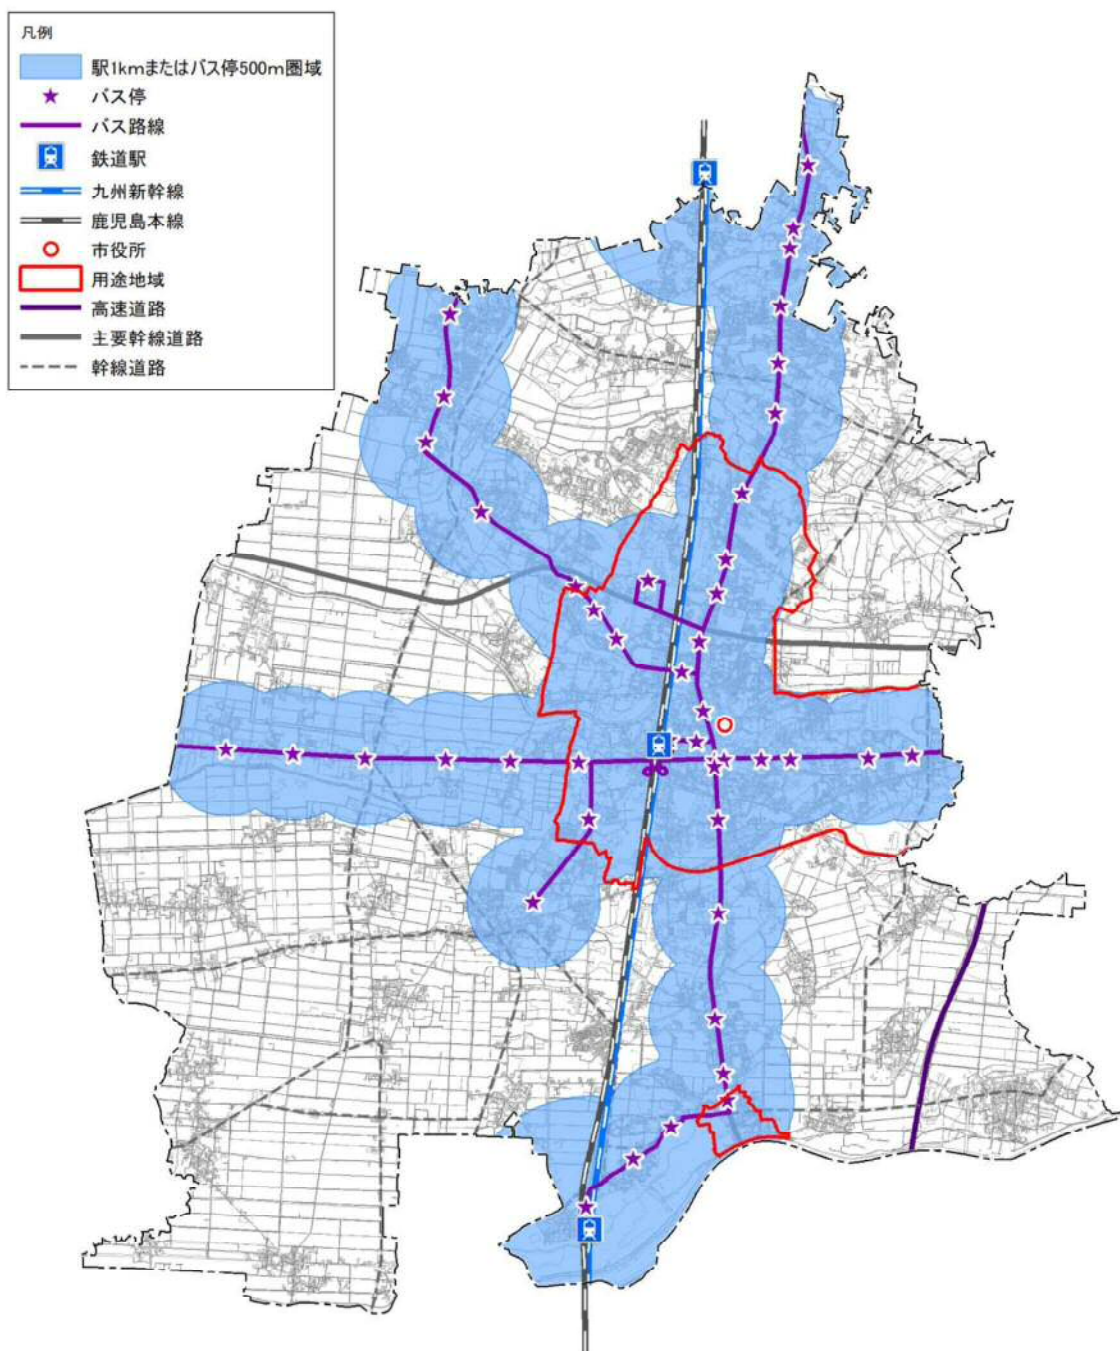 凡例
駅1kmまたはバス停500m圏域
バス停
バス路線
鉄道駅
九州新幹線
鹿児島本線
市役所
用途地域
高速道路
主要幹線道路
幹線道路